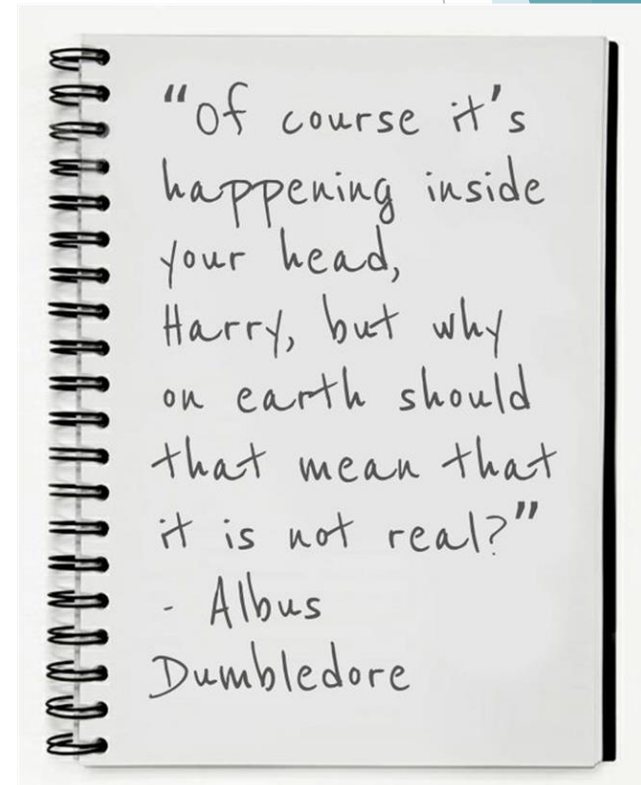 "Of course it's
happening inside
your head,
Harry, but why
on earth should
that mean that
it is not real?"
- Albus
Dumbledore